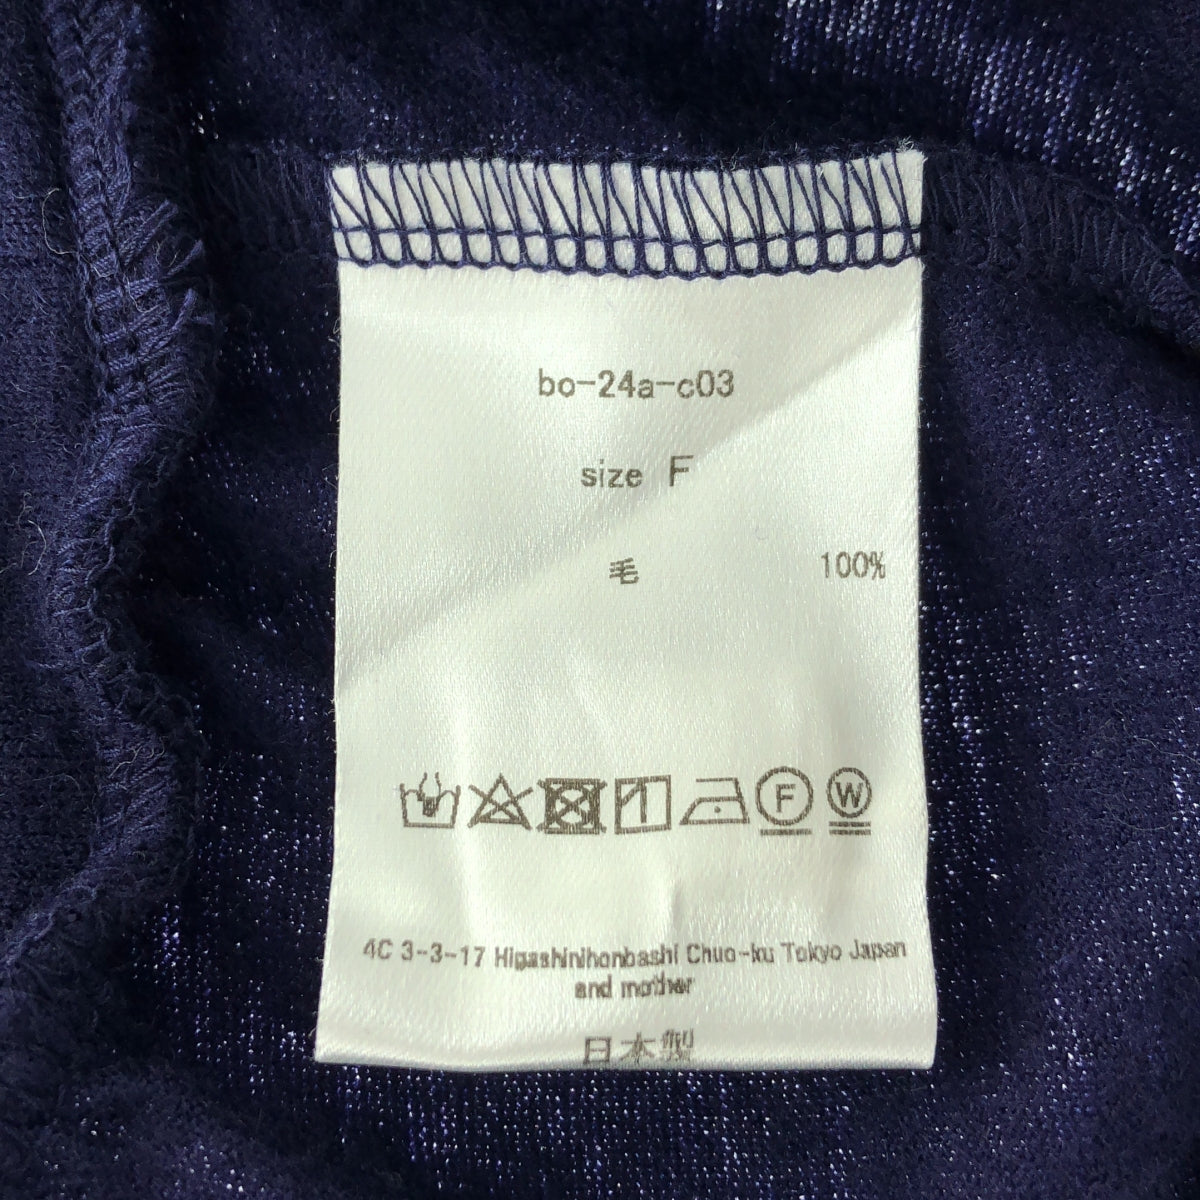 bo-24a-c03
size F
毛 100%
F W
4C 3-3-17 Higashinihonbashi Chuo-ku Tokyo Japan
and mother
日本製